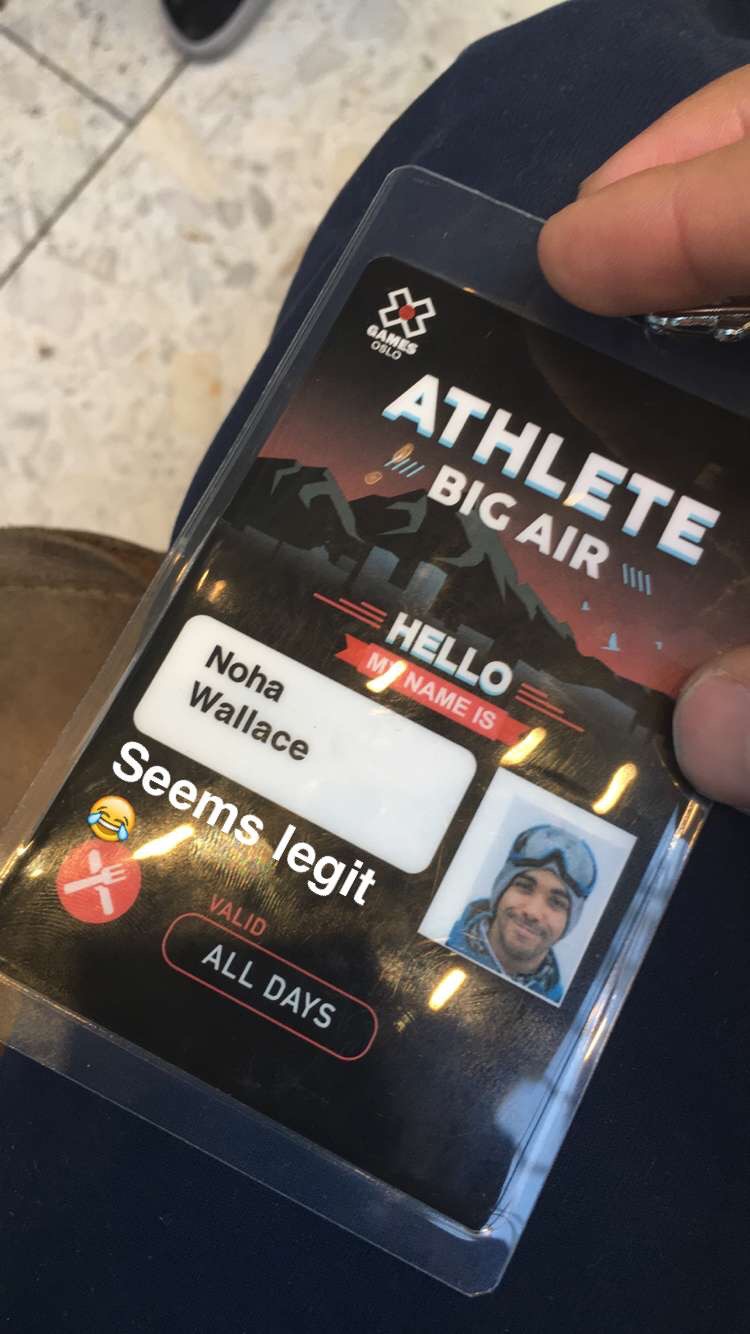 X
GAMES
OSLO
ATHLETE
BIG AIR
HELLO
MY NAME IS
Noha
Wallace
Seems legit
😂
VALID
ALL DAYS